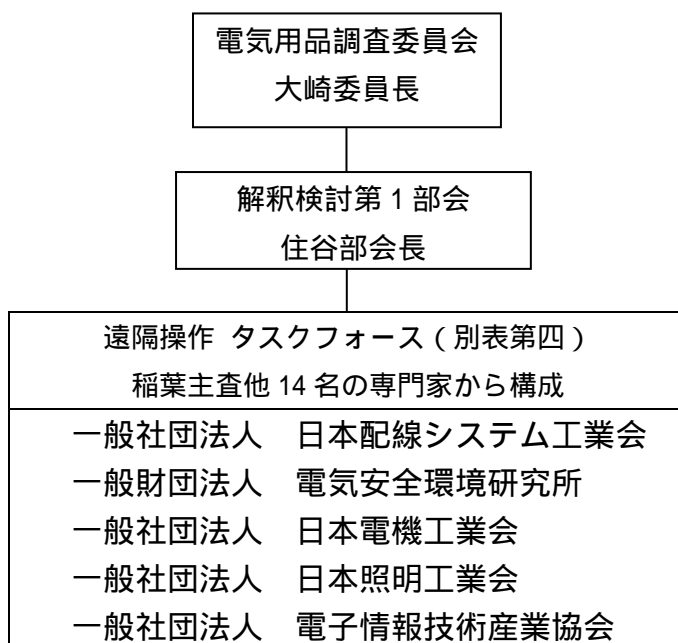 電気用品調査委員会
大崎委員長
解釈検討第1部会
住谷部会長
遠隔操作 タスクフォース(別表第四)
稲葉主査他 14 名の専門家から構成
一般社団法人 日本配線システム工業会
一般財団法人 電気安全環境研究所
一般社団法人 日本電機工業会
一般社団法人 日本照明工業会
一般社団法人 電子情報技術産業協会